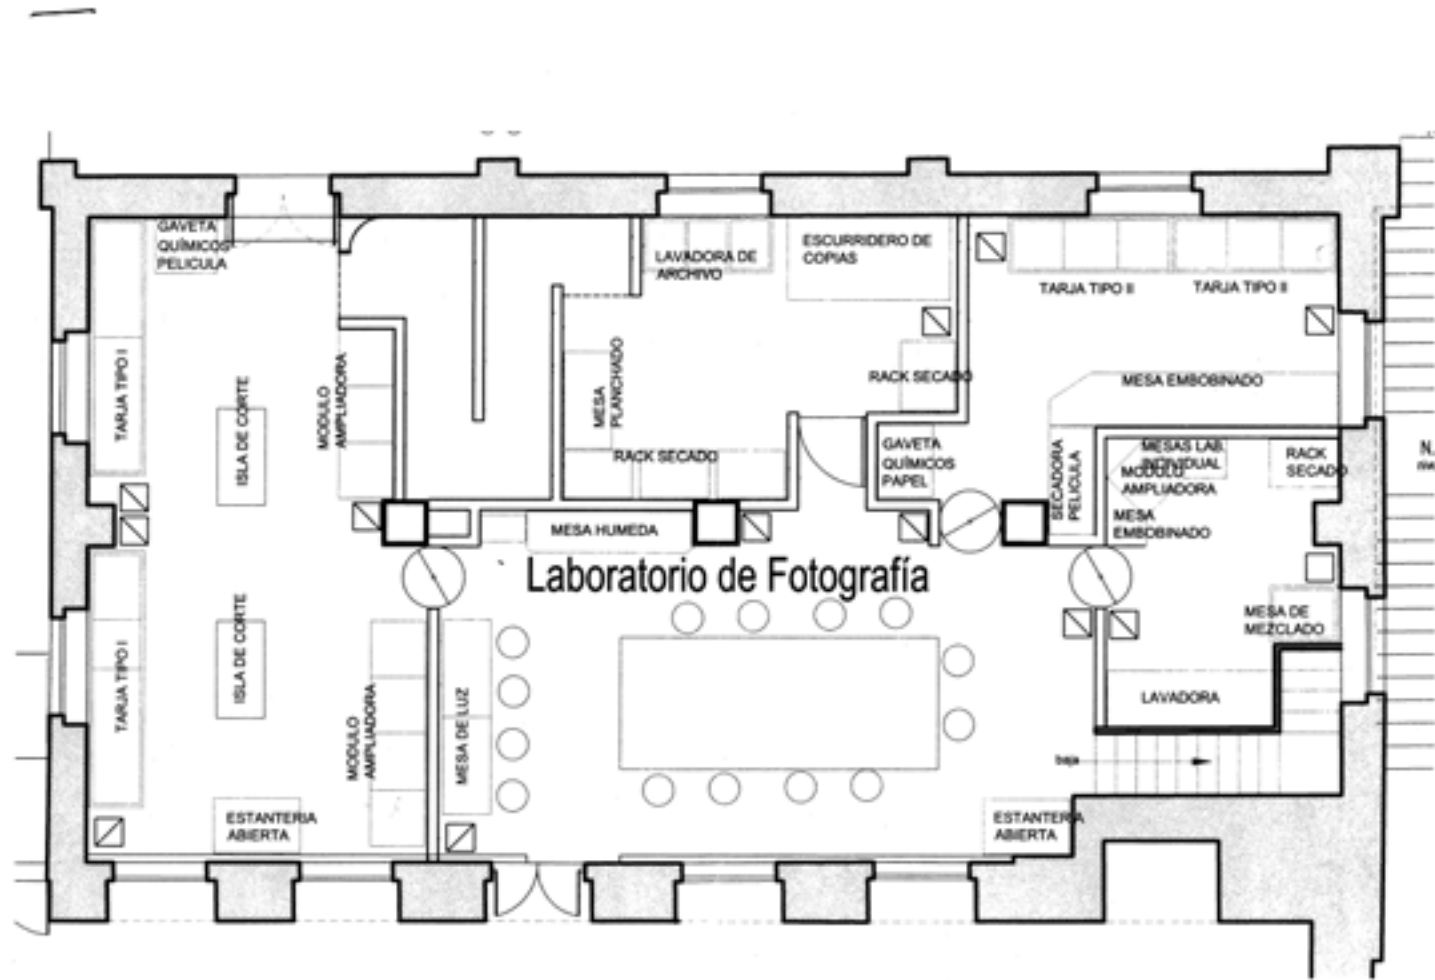 GAVETA
QUÍMICOS
PELICULA
LAVADORA DE
ARCHIVO
ESCURRIDERO DE
COPIAS
TARJA TIPO II
TARJA TIPO II
TARJA TIPO I
ISLA DE CORTE
MODULO
AMPLIADORA
MESA
PLANCHADO
RACK SECADO
MESA EMBOBINADO
RACK SECADO
GAVETA
QUÍMICOS
PAPEL
SECADORA
PELICULA
MESAS LAB.
INDIVIDUAL
MODULO
AMPLIADORA
MESA
EMBOBINADO
RACK
SECADO
N.
MESA HUMEDA
Laboratorio de Fotografía
TARJA TIPO I
ISLA DE CORTE
MODULO
AMPLIADORA
MESA DE LUZ
MESA DE
MEZCLADO
LAVADORA
baja
ESTANTERIA
ABIERTA
ESTANTERIA
ABIERTA